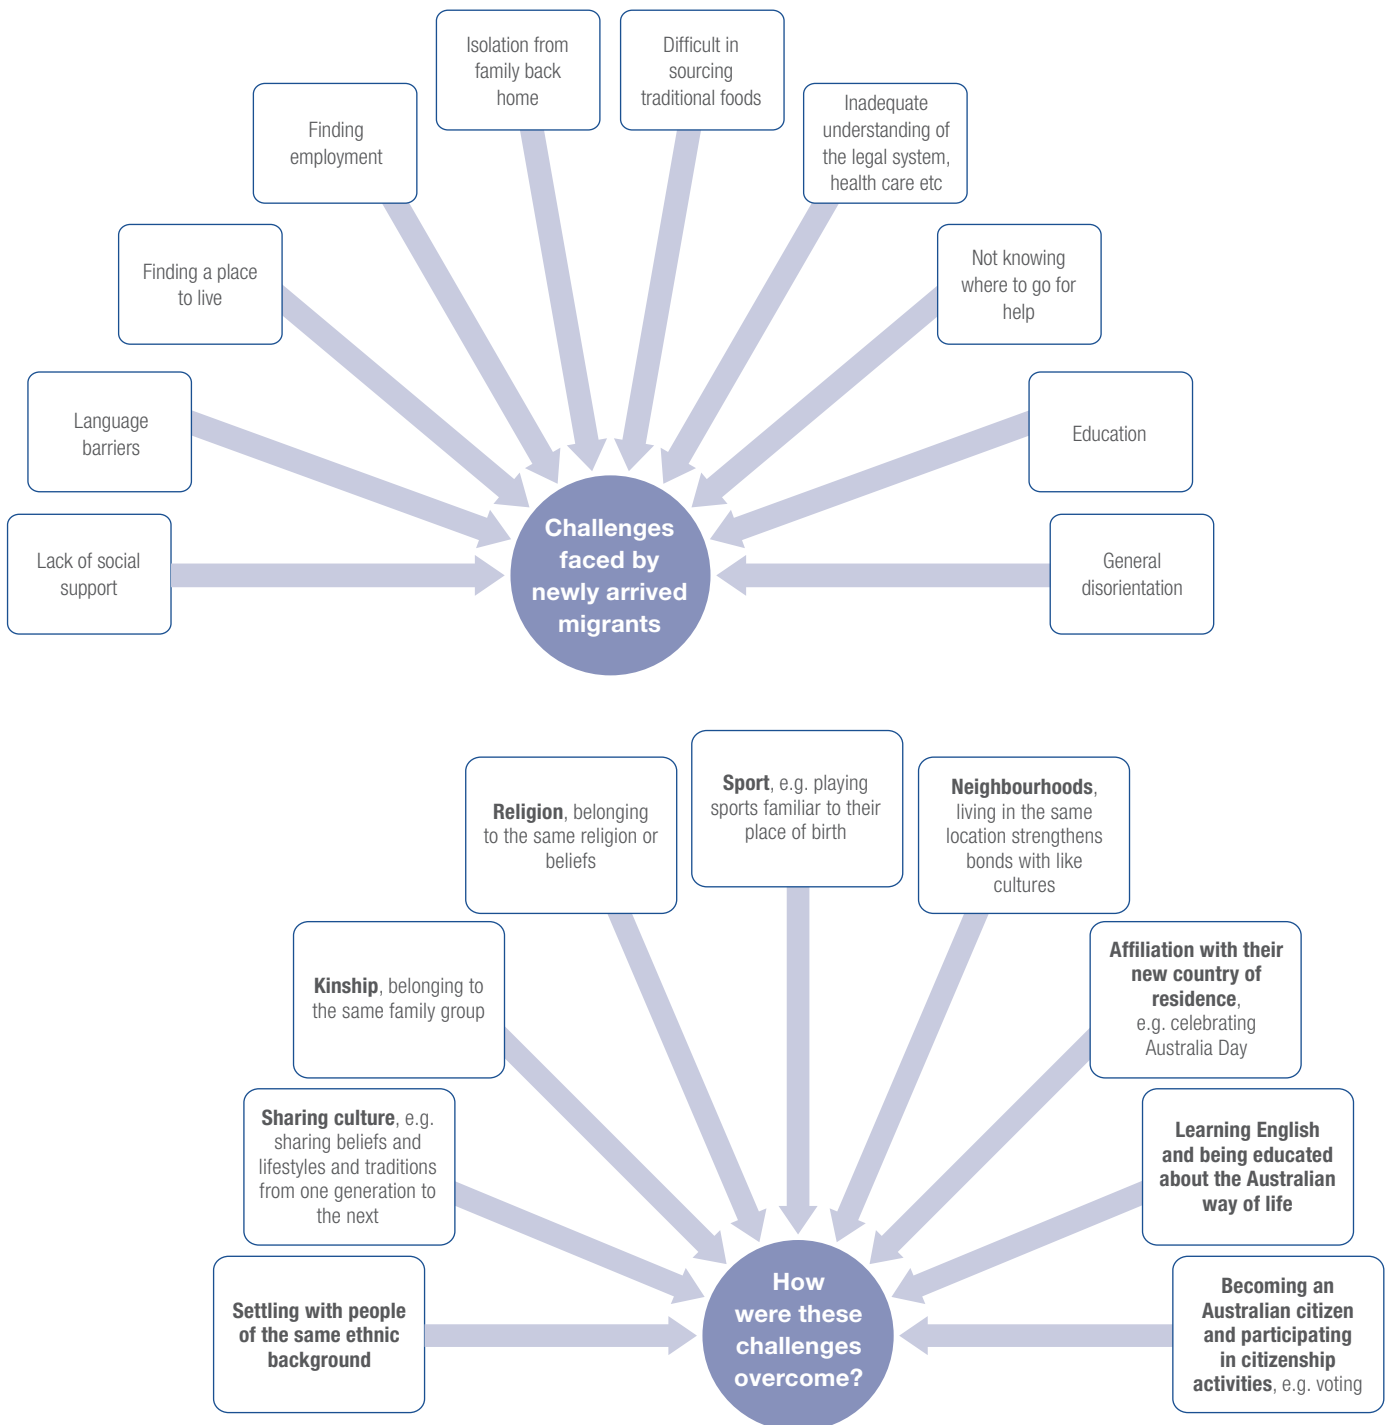 Isolation from
family back
home
Difficult in
sourcing
traditional foods
Finding
employment
Inadequate
understanding of
the legal system,
health care etc
Finding a place
to live
Not knowing
where to go for
help
Language
barriers
Education
Lack of social
support
General
disorientation
Challenges
faced by
newly arrived
migrants
Sport, e.g. playing
sports familiar to their
place of birth
Religion, belonging
to the same religion or
beliefs
Neighbourhoods,
living in the same
location strengthens
bonds with like
cultures
Kinship, belonging to
the same family group
Affiliation with their
new country of
residence,
e.g. celebrating
Australia Day
Sharing culture, e.g.
sharing beliefs and
lifestyles and traditions
from one generation to
the next
Learning English
and being educated
about the Australian
way of life
Settling with people
of the same ethnic
background
Becoming an
Australian citizen
and participating
in citizenship
activities, e.g. voting
How
were these
challenges
overcome?